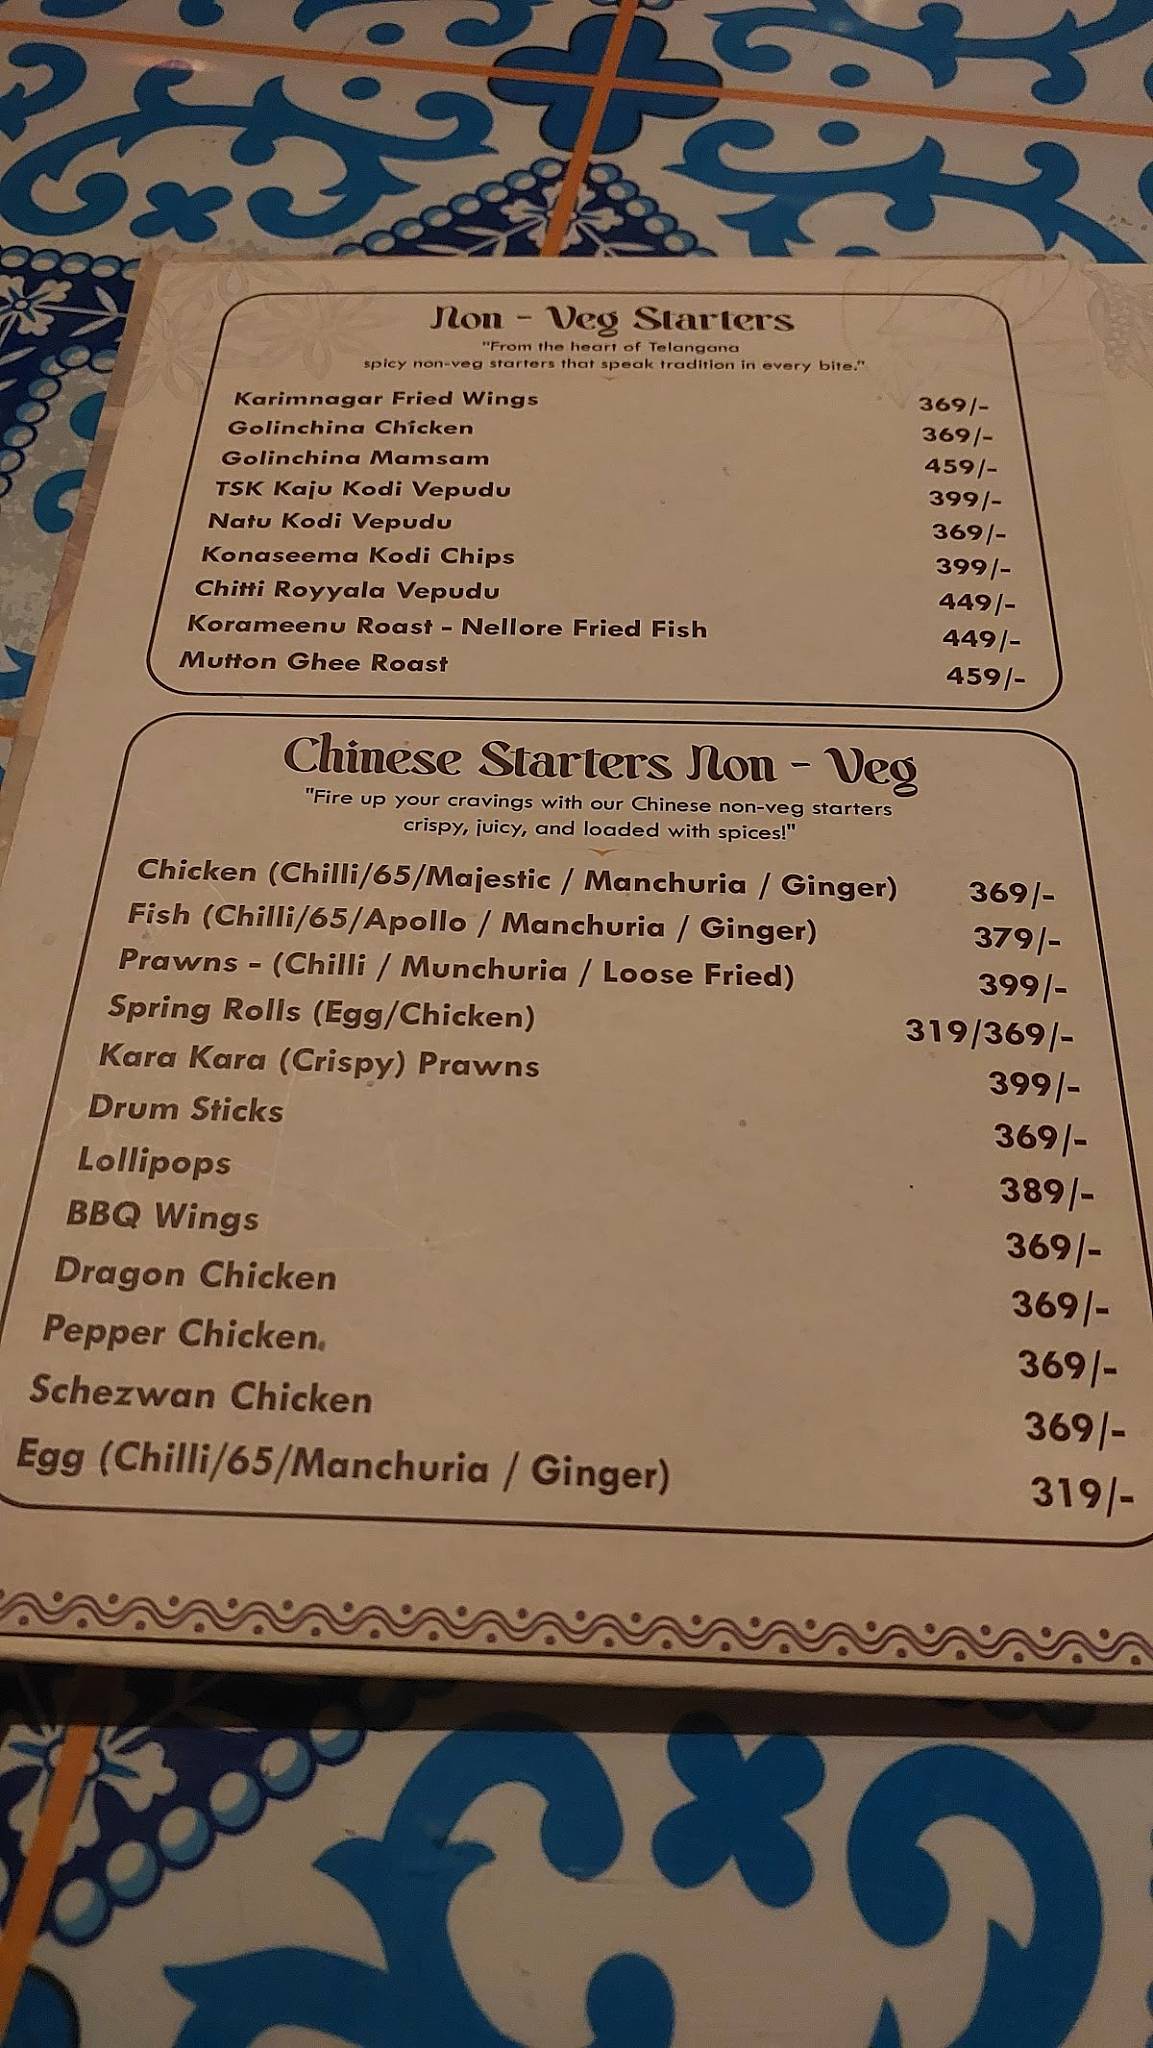 Non - Veg Starters
"From the heart of Telangana
spicy non-veg starters that speak tradition in every bite."
Karimnagar Fried Wings 369/-
Golinchina Chicken 369/-
Golinchina Mamsam 459/-
TSK Kaju Kodi Vepudu 399/-
Natu Kodi Vepudu 369/-
Konaseema Kodi Chips 399/-
Chitti Royyala Vepudu 449/-
Korameenu Roast - Nellore Fried Fish 449/-
Mutton Ghee Roast 459/-
Chinese Starters Non - Veg
"Fire up your cravings with our Chinese non-veg starters
crispy, juicy, and loaded with spices!"
Chicken (Chilli/65/Majestic / Manchuria / Ginger) 369/-
Fish (Chilli/65/Apollo / Manchuria / Ginger) 379/-
Prawns - (Chilli / Munchuria / Loose Fried) 399/-
Spring Rolls (Egg/Chicken) 319/369/-
Kara Kara (Crispy) Prawns 399/-
Drum Sticks 369/-
Lollipops 389/-
BBQ Wings 369/-
Dragon Chicken 369/-
Pepper Chicken 369/-
Schezwan Chicken 369/-
Egg (Chilli/65/Manchuria / Ginger) 319/-